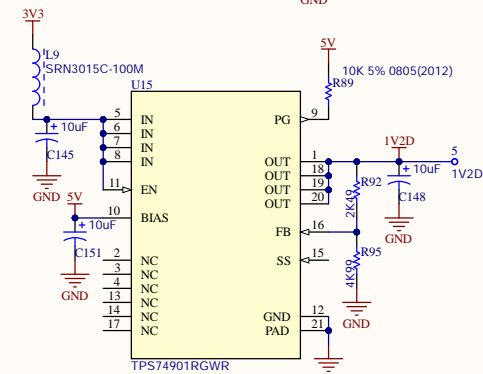 GND
3V3
L9
SRN3015C-100M
+ 10uF
C145
GND
5V
+ 10uF
C151
GND
U15
5 IN
6 IN
7 IN
8 IN
11 EN
10 BIAS
2 NC
3 NC
4 NC
13 NC
14 NC
17 NC
PG 9
OUT 1
OUT 18
OUT 19
OUT 20
FB 16
SS 15
GND 12
PAD 21
TPS74901RGWR
5V
10K 5% 0805(2012)
R89
1V2D
5
1V2D
R92
2K49
+ 10uF
C148
GND
R95
4K99
GND